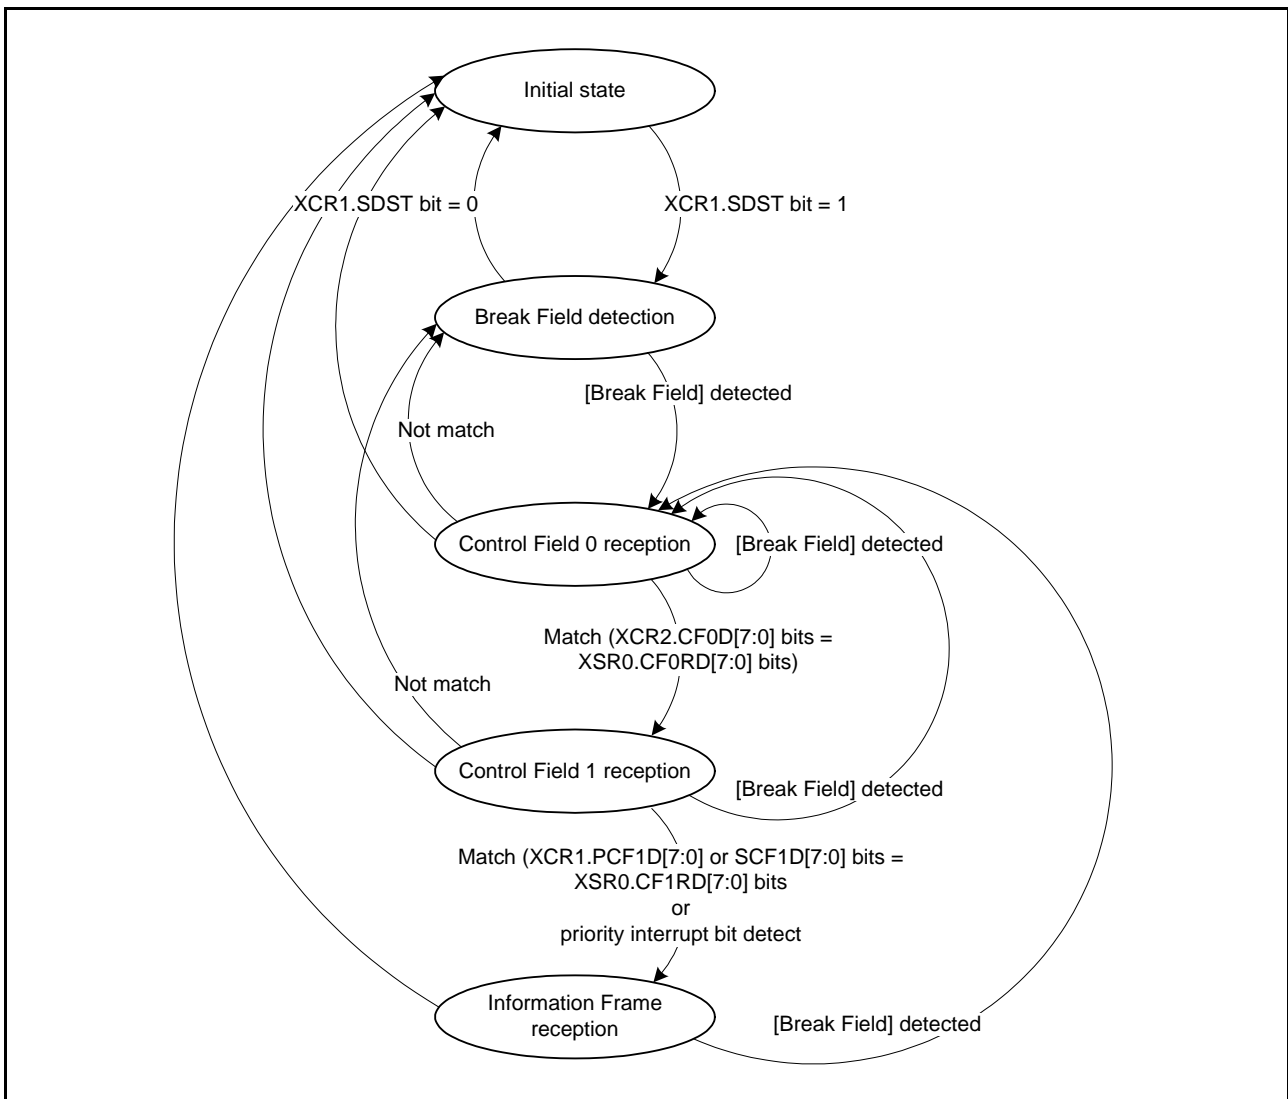 Initial state
XCR1.SDST bit = 0
XCR1.SDST bit = 1
Break Field detection
[Break Field] detected
Not match
Control Field 0 reception
[Break Field] detected
Match (XCR2.CF0D[7:0] bits =
XSR0.CF0RD[7:0] bits)
Not match
Control Field 1 reception
[Break Field] detected
Match (XCR1.PCF1D[7:0] or SCF1D[7:0] bits =
XSR0.CF1RD[7:0] bits
or
priority interrupt bit detect
Information Frame
reception
[Break Field] detected